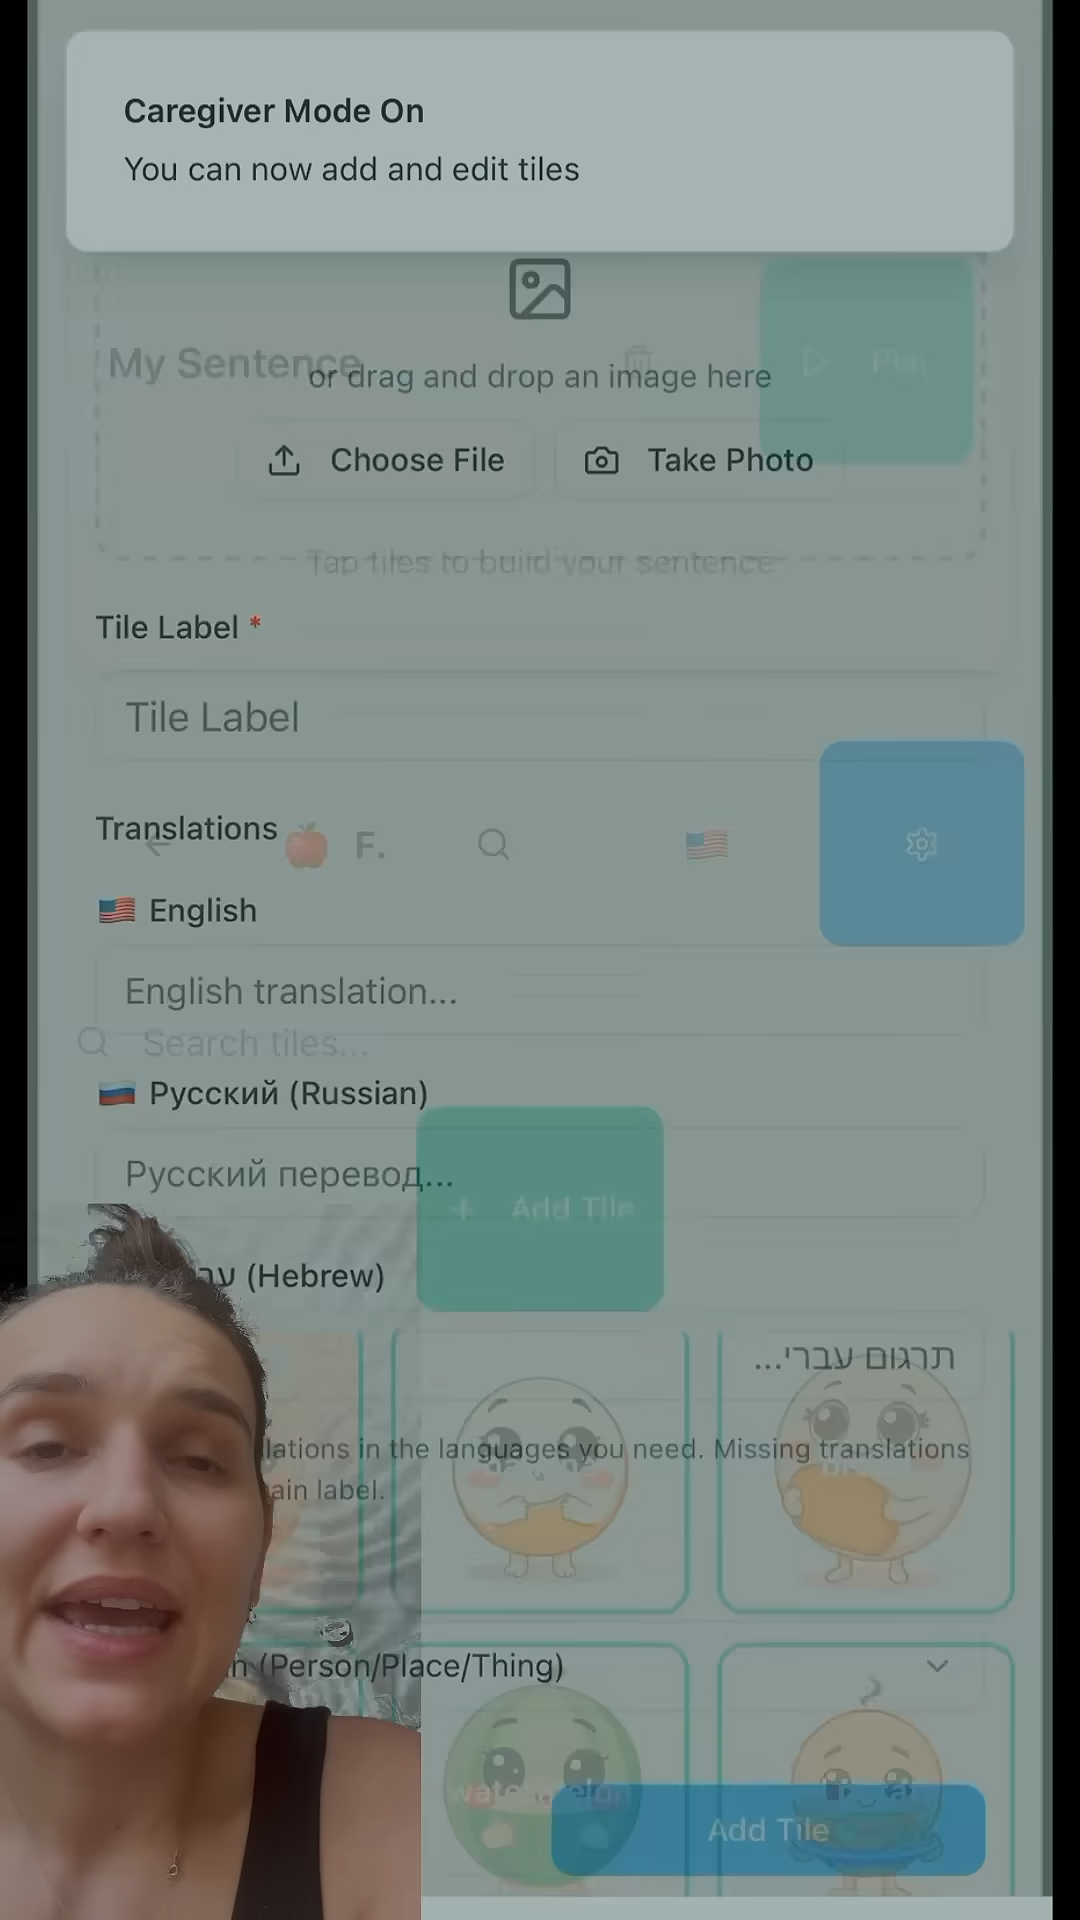 Caregiver Mode On
You can now add and edit tiles
My Sentence
or drag and drop an image here
Play
Choose File
Take Photo
Tap tiles to build your sentence
Tile Label *
Tile Label
Translations
F.
English
English translation...
Search tiles...
Русский (Russian)
Русский перевод...
+ Add Tile
(Hebrew)
תרגום עברי...
in the languages you need. Missing translations
label.
(Person/Place/Thing)
watermelon
Add Tile